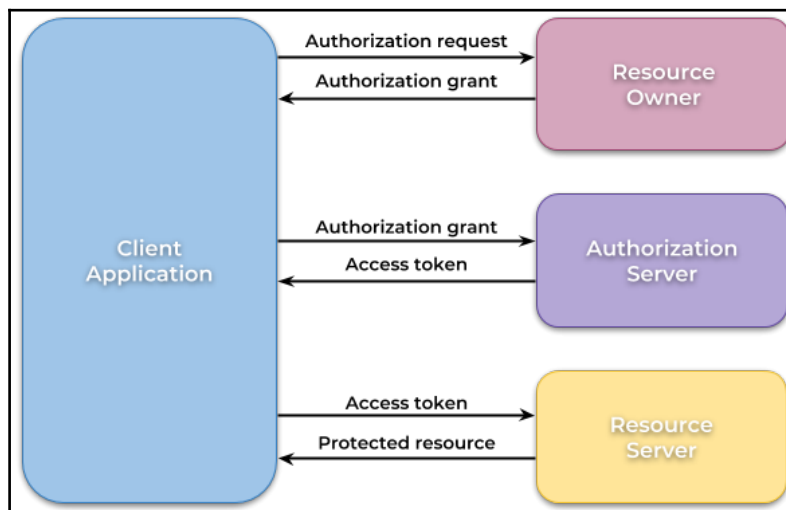 Authorization request
Resource
Owner
Authorization grant
Client
Application
Authorization grant
Authorization
Server
Access token
Access token
Resource
Server
Protected resource